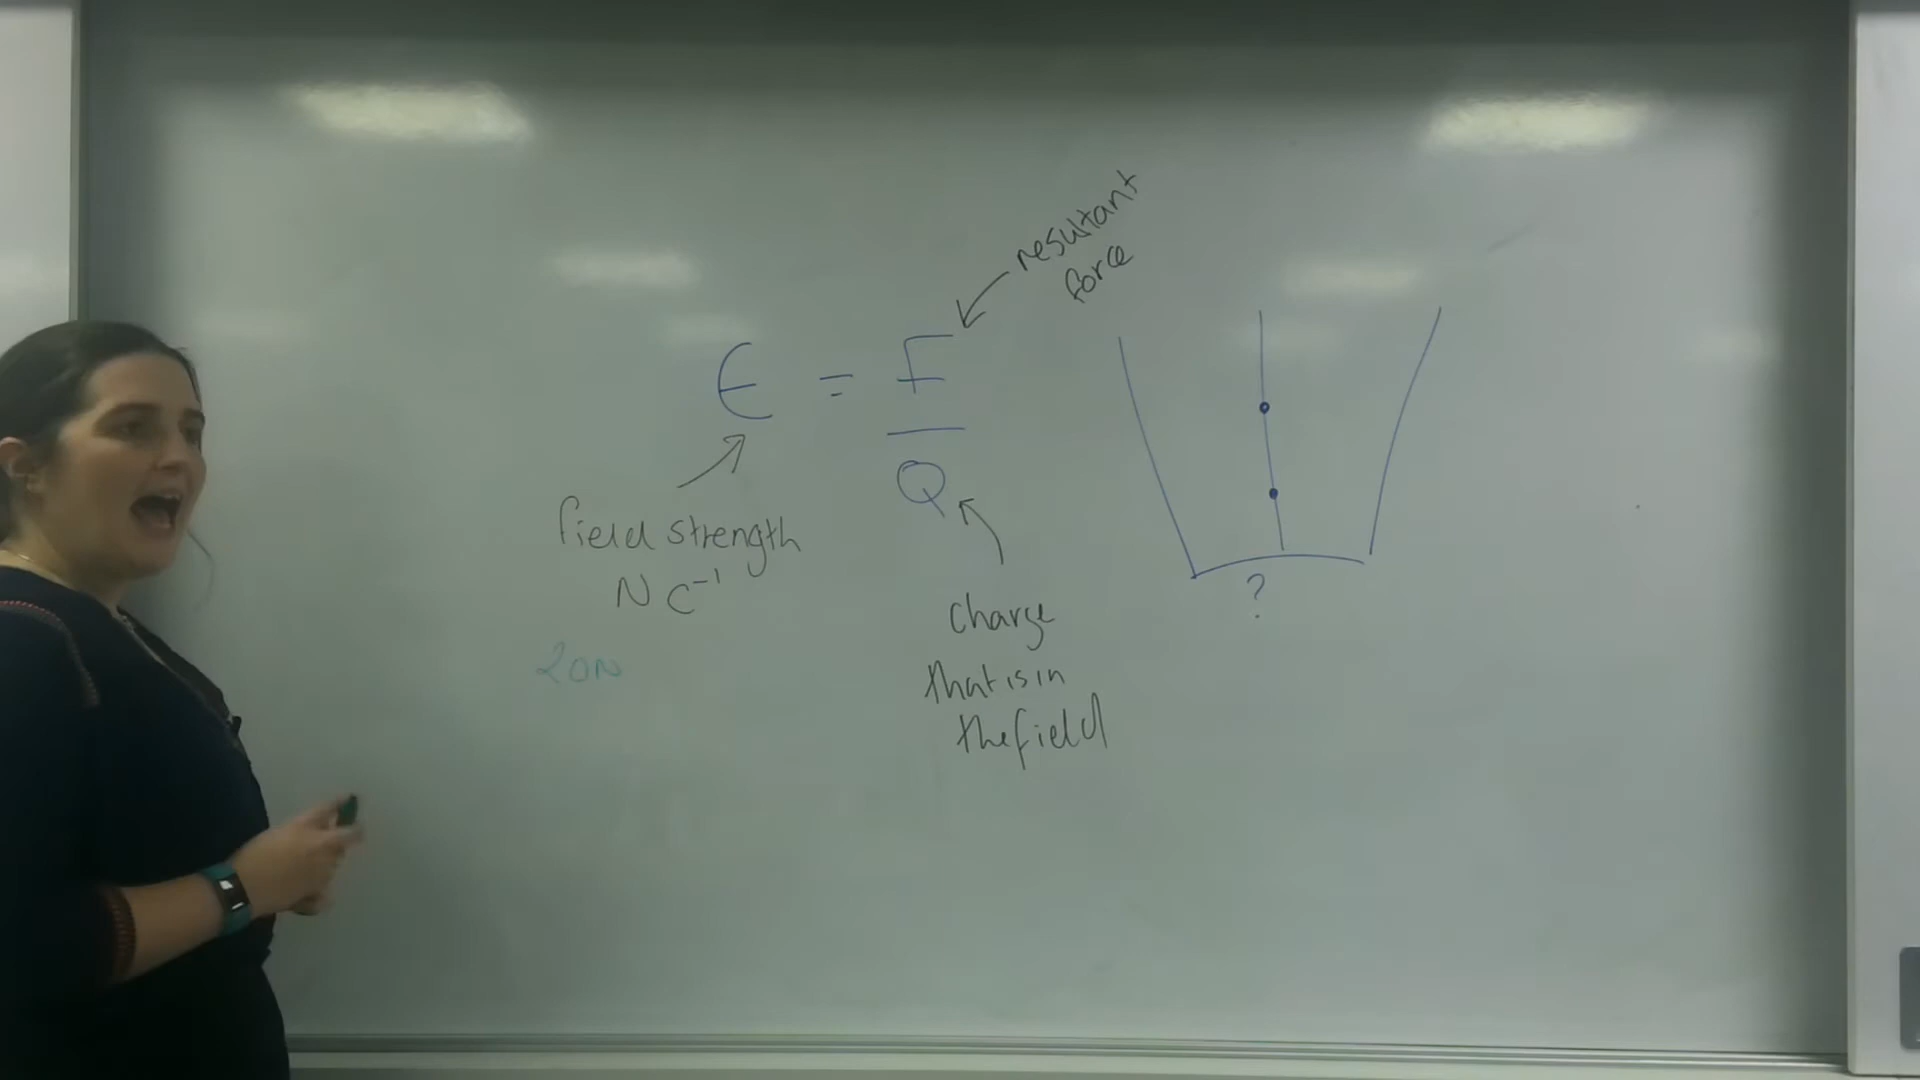 resultant
force
E = F
Q
field strength
N C⁻¹
20N
charge
that is in
the field
?